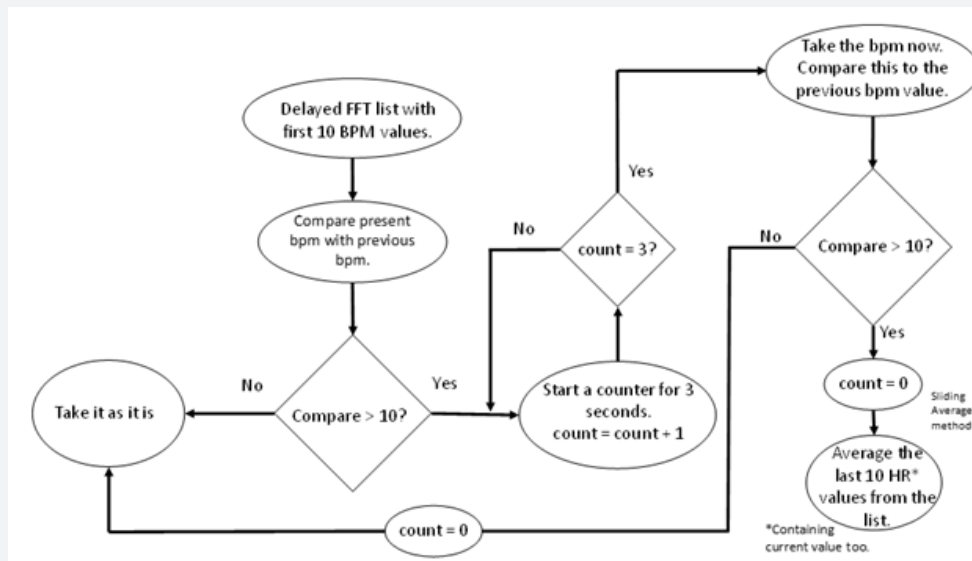 Delayed FFT list with
first 10 BPM values.
Compare present
bpm with previous
bpm.
Compare > 10?
No
Yes
Take it as it is
Start a counter for 3
seconds.
count = count + 1
count = 3?
No
Yes
Take the bpm now.
Compare this to the
previous bpm value.
Compare > 10?
No
Yes
count = 0
Sliding
Average
method
Average the
last 10 HR*
values from the
list.
*Containing
current value too.
count = 0